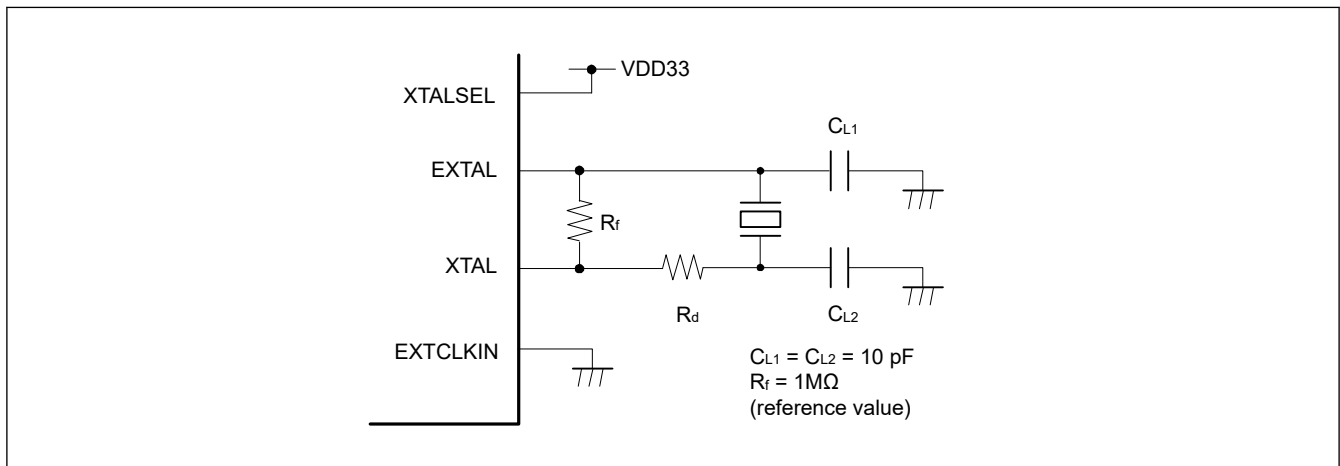 VDD33
XTALSEL
CL1
EXTAL
Rf
XTAL
Rd
CL2
EXTCLKIN
CL1 = CL2 = 10 pF
Rf = 1MΩ
(reference value)